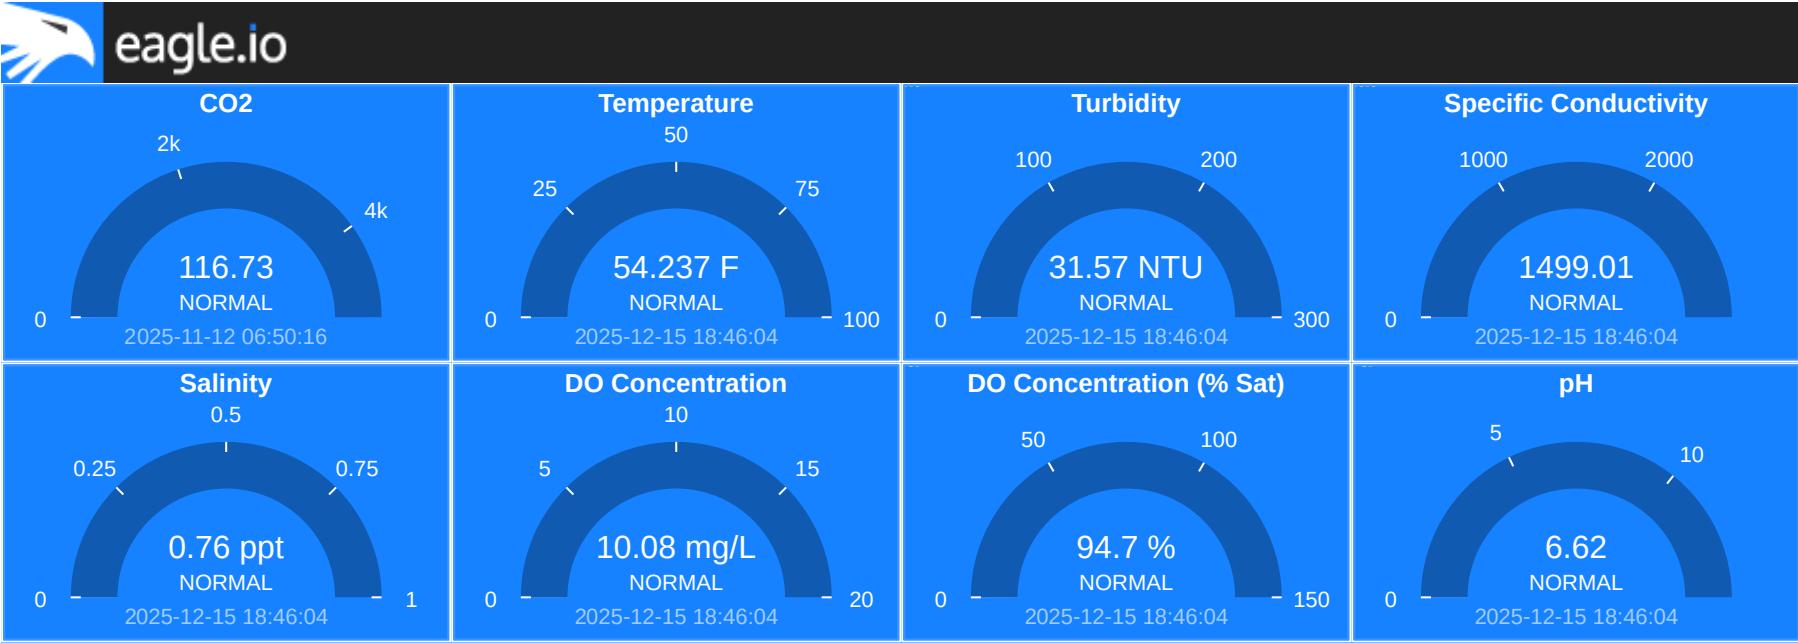 eagle.io
CO2
2k
4k
0
116.73
NORMAL
2025-11-12 06:50:16
Temperature
50
25
75
0
100
54.237 F
NORMAL
2025-12-15 18:46:04
Turbidity
100
200
0
300
31.57 NTU
NORMAL
2025-12-15 18:46:04
Specific Conductivity
1000
2000
0
1499.01
NORMAL
2025-12-15 18:46:04
Salinity
0.5
0.25
0.75
0
1
0.76 ppt
NORMAL
2025-12-15 18:46:04
DO Concentration
10
5
15
0
20
10.08 mg/L
NORMAL
2025-12-15 18:46:04
DO Concentration (% Sat)
50
100
0
150
94.7 %
NORMAL
2025-12-15 18:46:04
pH
5
10
0
6.62
NORMAL
2025-12-15 18:46:04